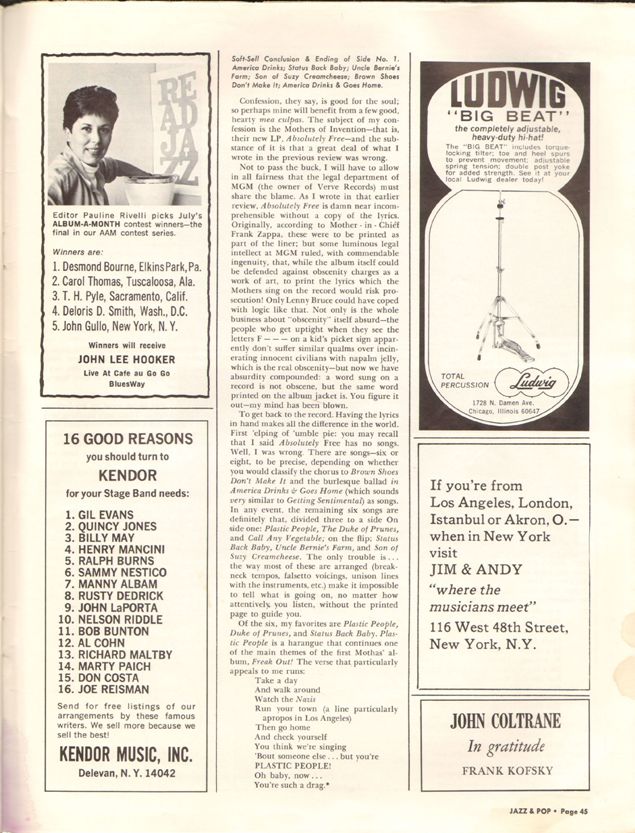 READ JAZZ
Editor Pauline Rivelli picks July's
ALBUM-A-MONTH contest winners—the
final in our AAM contest series.
Winners are:
1. Desmond Bourne, Elkins Park, Pa.
2. Carol Thomas, Tuscaloosa, Ala.
3. T. H. Pyle, Sacramento, Calif.
4. Deloris D. Smith, Wash., D.C.
5. John Gullo, New York, N. Y.
Winners will receive
JOHN LEE HOOKER
Live At Cafe au Go Go
BluesWay
16 GOOD REASONS
you should turn to
KENDOR
for your Stage Band needs:
1. GIL EVANS
2. QUINCY JONES
3. BILLY MAY
4. HENRY MANCINI
5. RALPH BURNS
6. SAMMY NESTICO
7. MANNY ALBAM
8. RUSTY DEDRICK
9. JOHN LaPORTA
10. NELSON RIDDLE
11. BOB BUNTON
12. AL COHN
13. RICHARD MALTBY
14. MARTY PAICH
15. DON COSTA
16. JOE REISMAN
Send for free listings of our
arrangements by these famous
writers. We sell more because we
sell the best!
KENDOR MUSIC, INC.
Delevan, N. Y. 14042
Soft-Sell Conclusion & Ending of Side No. 1.
America Drinks; Status Back Baby; Uncle Bernie's
Farm; Son of Suzy Creamcheese; Brown Shoes
Don't Make It; America Drinks & Goes Home.
Confession, they say, is good for the soul;
so perhaps mine will benefit from a few good,
hearty mea culpas. The subject of my con-
fession is the Mothers of Invention—that is,
their new LP, Absolutely Free—and the sub-
stance of it is that a great deal of what I
wrote in the previous review was wrong.
Not to pass the buck, I will have to allow
in all fairness that the legal department of
MGM (the owner of Verve Records) must
share the blame. As I wrote in that earlier
review, Absolutely Free is damn near incom-
prehensible without a copy of the lyrics.
Originally, according to Mother-in-Chief
Frank Zappa, these were to be printed as
part of the liner; but some luminous legal
intellect at MGM ruled, with commendable
ingenuity, that, while the album itself could
be defended against obscenity charges as a
work of art, to print the lyrics which the
Mothers sing on the record would risk pro-
secution! Only Lenny Bruce could have coped
with logic like that. Not only is the whole
business about "obscenity" itself absurd—the
people who get uptight when they see the
letters F – – – on a kid's picket sign appar-
ently don't suffer similar qualms over incin-
erating innocent civilians with napalm jelly,
which is the real obscenity—but now we have
absurdity compounded: a word sung on a
record is not obscene, but the same word
printed on the album jacket is. You figure it
out—my mind has been blown.
To get back to the record. Having the lyrics
in hand makes all the difference in the world.
First 'elping of 'umble pie: you may recall
that I said Absolutely Free has no songs.
Well, I was wrong. There are songs—six or
eight, to be precise, depending on whether
you would classify the chorus to Brown Shoes
Don't Make It and the burlesque ballad in
America Drinks & Goes Home (which sounds
very similar to Getting Sentimental) as songs.
In any event, the remaining six songs are
definitely that, divided three to a side On
side one: Plastic People, The Duke of Prunes,
and Call Any Vegetable; on the flip; Status
Back Baby, Uncle Bernie's Farm, and Son of
Suzy Creamcheese. The only trouble is . . .
the way most of these are arranged (break-
neck tempos, falsetto voicings, unison lines
with the instruments, etc.) make it impossible
to tell what is going on, no matter how
attentively, you listen, without the printed
page to guide you.
Of the six, my favorites are Plastic People,
Duke of Prunes, and Status Back Baby. Plas-
tic People is a barangue that continues one
of the main themes of the first Mothas' al-
bum, Freak Out! The verse that particularly
appeals to me runs:
Take a day
And walk around
Watch the Nazis
Run your town (a line particularly
apropos in Los Angeles)
Then go home
And check yourself
You think we're singing
'Bout someone else . . . but you're
PLASTIC PEOPLE!
Oh baby, now . . .
You're such a drag.*
LUDWIG
"BIG BEAT"
the completely adjustable,
heavy-duty hi-hat!
The "BIG BEAT" includes torque-
locking tilter; toe and heel spurs
to prevent movement; adjustable
spring tension; double post yoke
for added strength. See it at your
local Ludwig dealer today!
TOTAL
PERCUSSION
Ludwig
1728 N. Damen Ave.
Chicago, Illinois 60647
If you're from
Los Angeles, London,
Istanbul or Akron, O.—
when in New York
visit
JIM & ANDY
"where the
musicians meet"
116 West 48th Street,
New York, N.Y.
JOHN COLTRANE
In gratitude
FRANK KOFSKY
JAZZ & POP • Page 45